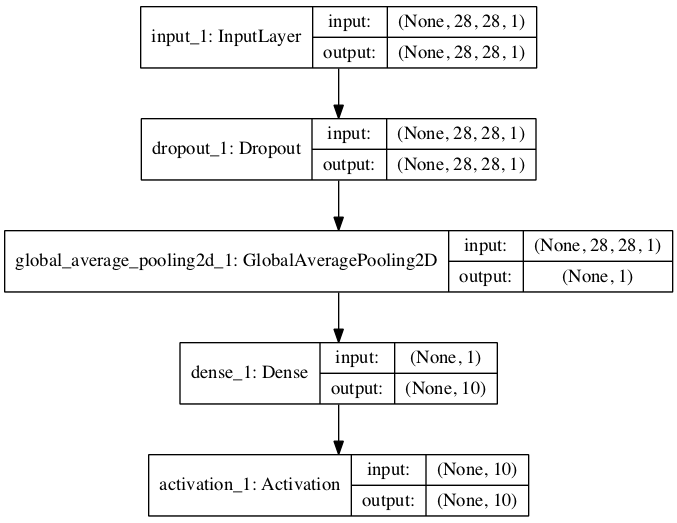 input_1: InputLayer
input: (None, 28, 28, 1)
output: (None, 28, 28, 1)
dropout_1: Dropout
input: (None, 28, 28, 1)
output: (None, 28, 28, 1)
global_average_pooling2d_1: GlobalAveragePooling2D
input: (None, 28, 28, 1)
output: (None, 1)
dense_1: Dense
input: (None, 1)
output: (None, 10)
activation_1: Activation
input: (None, 10)
output: (None, 10)